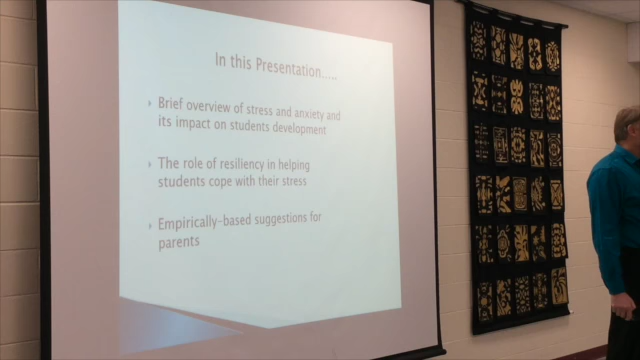 In this Presentation.....
Brief overview of stress and anxiety and
its impact on students development
The role of resiliency in helping
students cope with their stress
Empirically-based suggestions for
parents